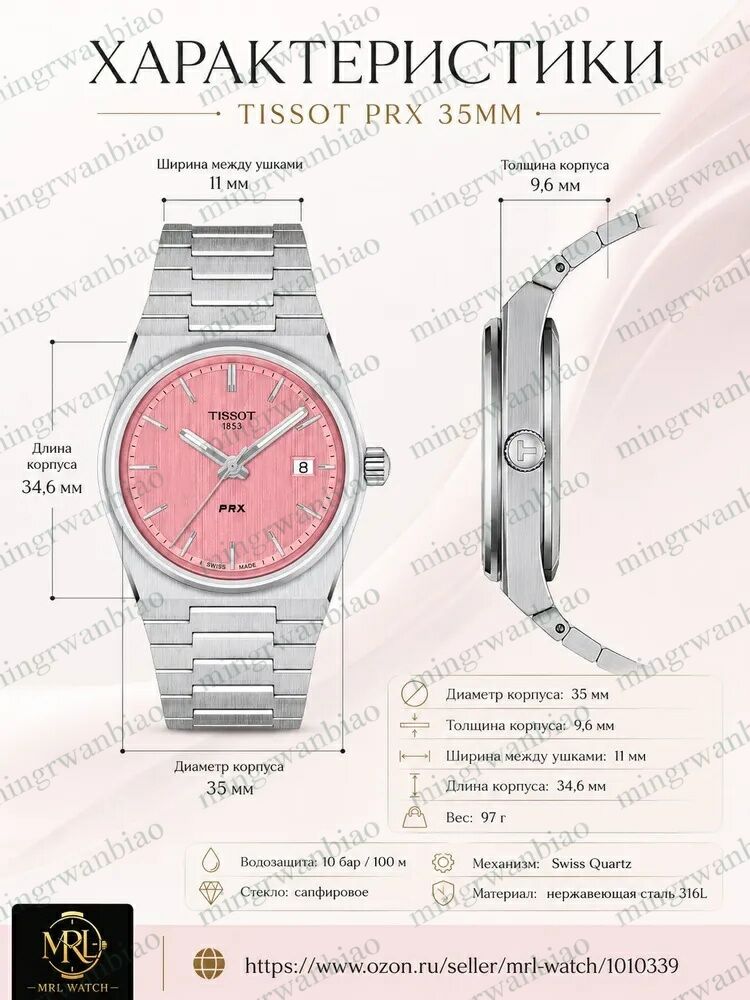 ХАРАКТЕРИСТИКИ
TISSOT PRX 35MM
Ширина между ушками
11 мм
Толщина корпуса
9,6 мм
Длина
корпуса
34,6 мм
TISSOT
1853
8
PRX
SWISS MADE
T
Диаметр корпуса
35 мм
Диаметр корпуса: 35 мм
Толщина корпуса: 9,6 мм
Ширина между ушками: 11 мм
Длина корпуса: 34,6 мм
Вес: 97 г
Водозащита: 10 бар / 100 м
Механизм: Swiss Quartz
Стекло: сапфировое
Материал: нержавеющая сталь 316L
MRL
MRL WATCH
https://www.ozon.ru/seller/mrl-watch/1010339
mingrwanbiao